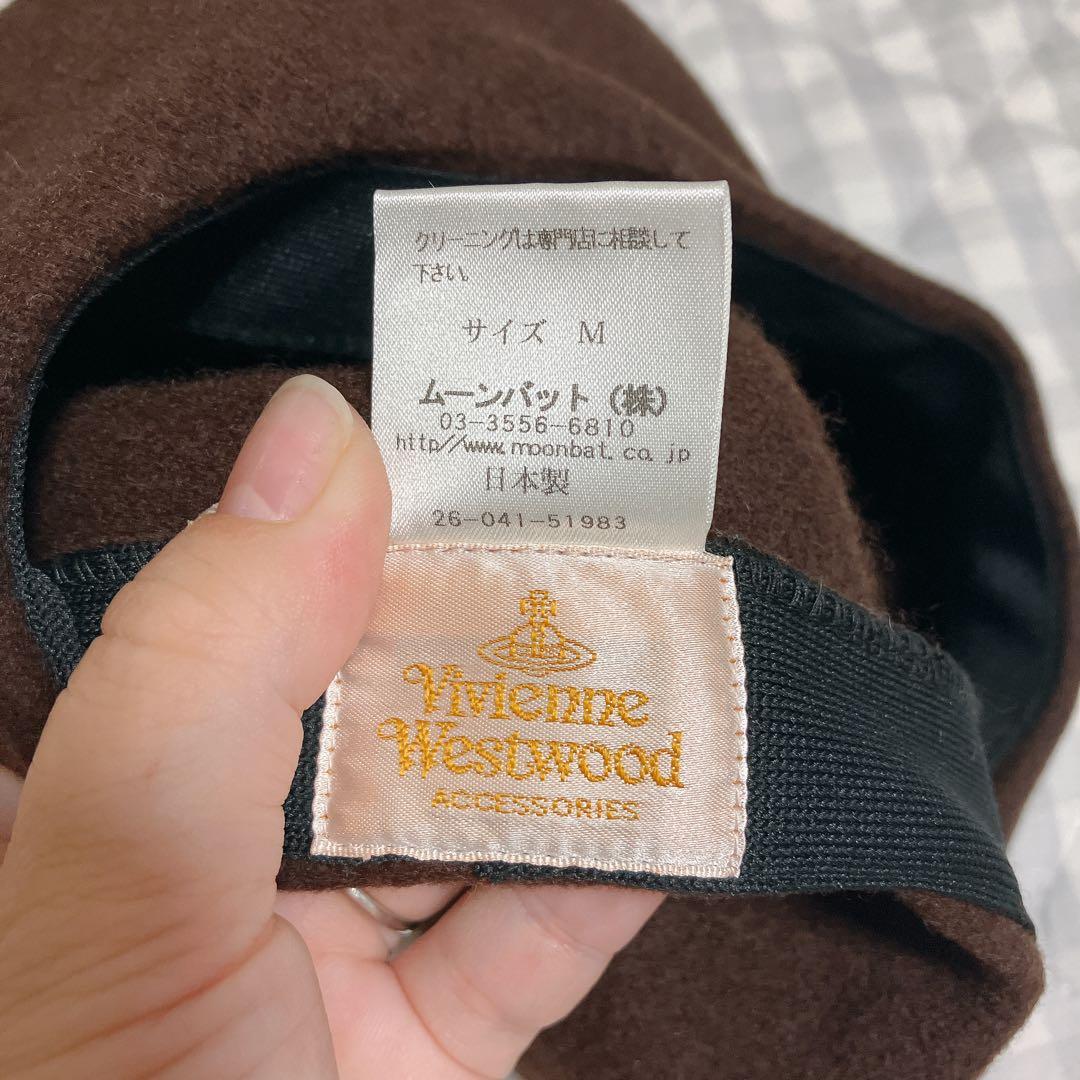 クリーニングは専門店に相談して
下さい。
サイズ M
ムーンバット (株)
03-3556-6810
http//www.moonbat.co.jp
日本製
26-041-51983
Vivienne
Westwood
ACCESSORIES